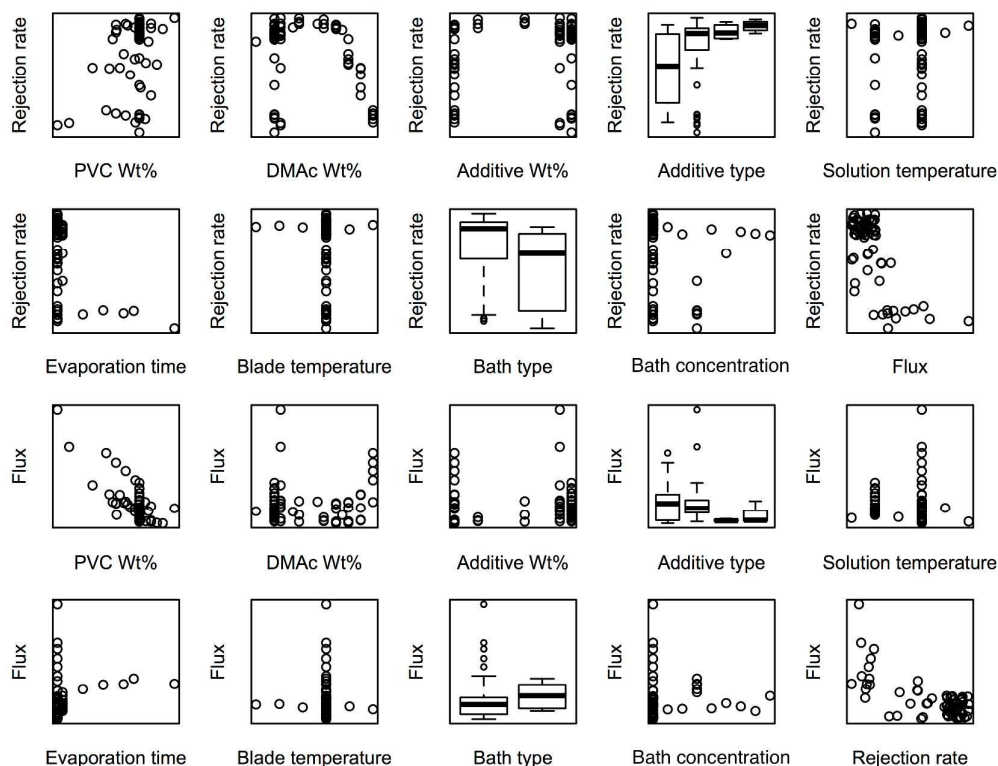 Rejection rate
Rejection rate
Rejection rate
Rejection rate
Rejection rate
PVC Wt%
DMAc Wt%
Additive Wt%
Additive type
Solution temperature
Rejection rate
Rejection rate
Rejection rate
Rejection rate
Rejection rate
Evaporation time
Blade temperature
Bath type
Bath concentration
Flux
Flux
Flux
Flux
Flux
Flux
PVC Wt%
DMAc Wt%
Additive Wt%
Additive type
Solution temperature
Flux
Flux
Flux
Flux
Flux
Evaporation time
Blade temperature
Bath type
Bath concentration
Rejection rate